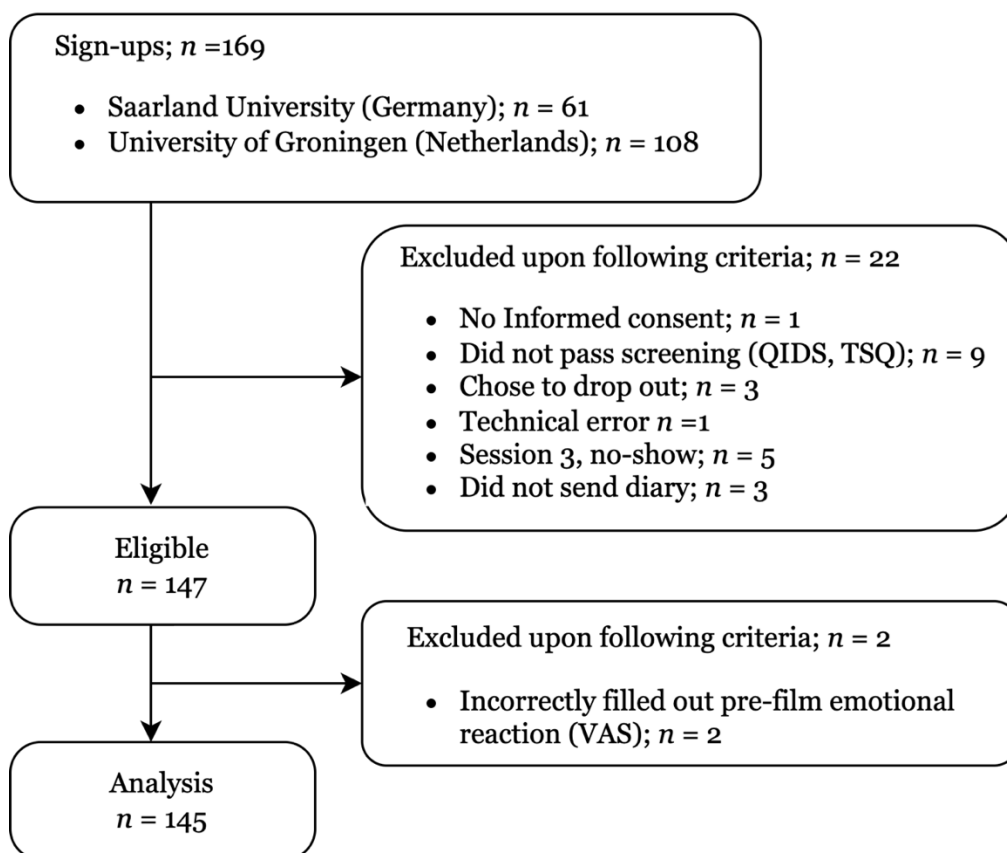 Sign-ups; n =169
• Saarland University (Germany); n = 61
• University of Groningen (Netherlands); n = 108
Excluded upon following criteria; n = 22
• No Informed consent; n = 1
• Did not pass screening (QIDS, TSQ); n = 9
• Chose to drop out; n = 3
• Technical error n =1
• Session 3, no-show; n = 5
• Did not send diary; n = 3
Eligible
n = 147
Excluded upon following criteria; n = 2
• Incorrectly filled out pre-film emotional
reaction (VAS); n = 2
Analysis
n = 145